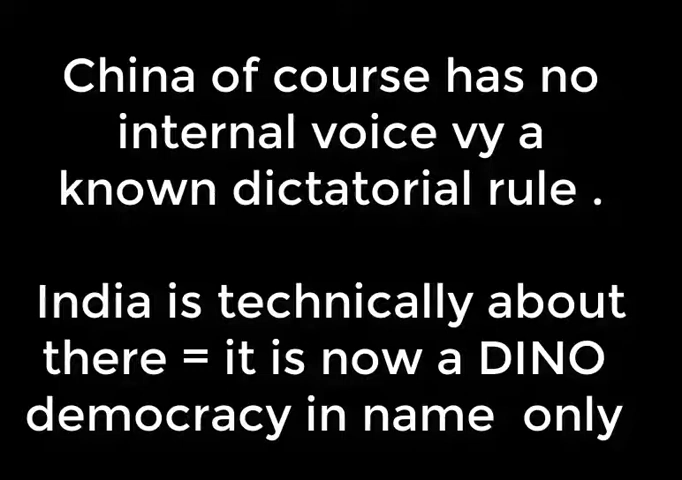 China of course has no
internal voice vy a
known dictatorial rule .
India is technically about
there = it is now a DINO
democracy in name only